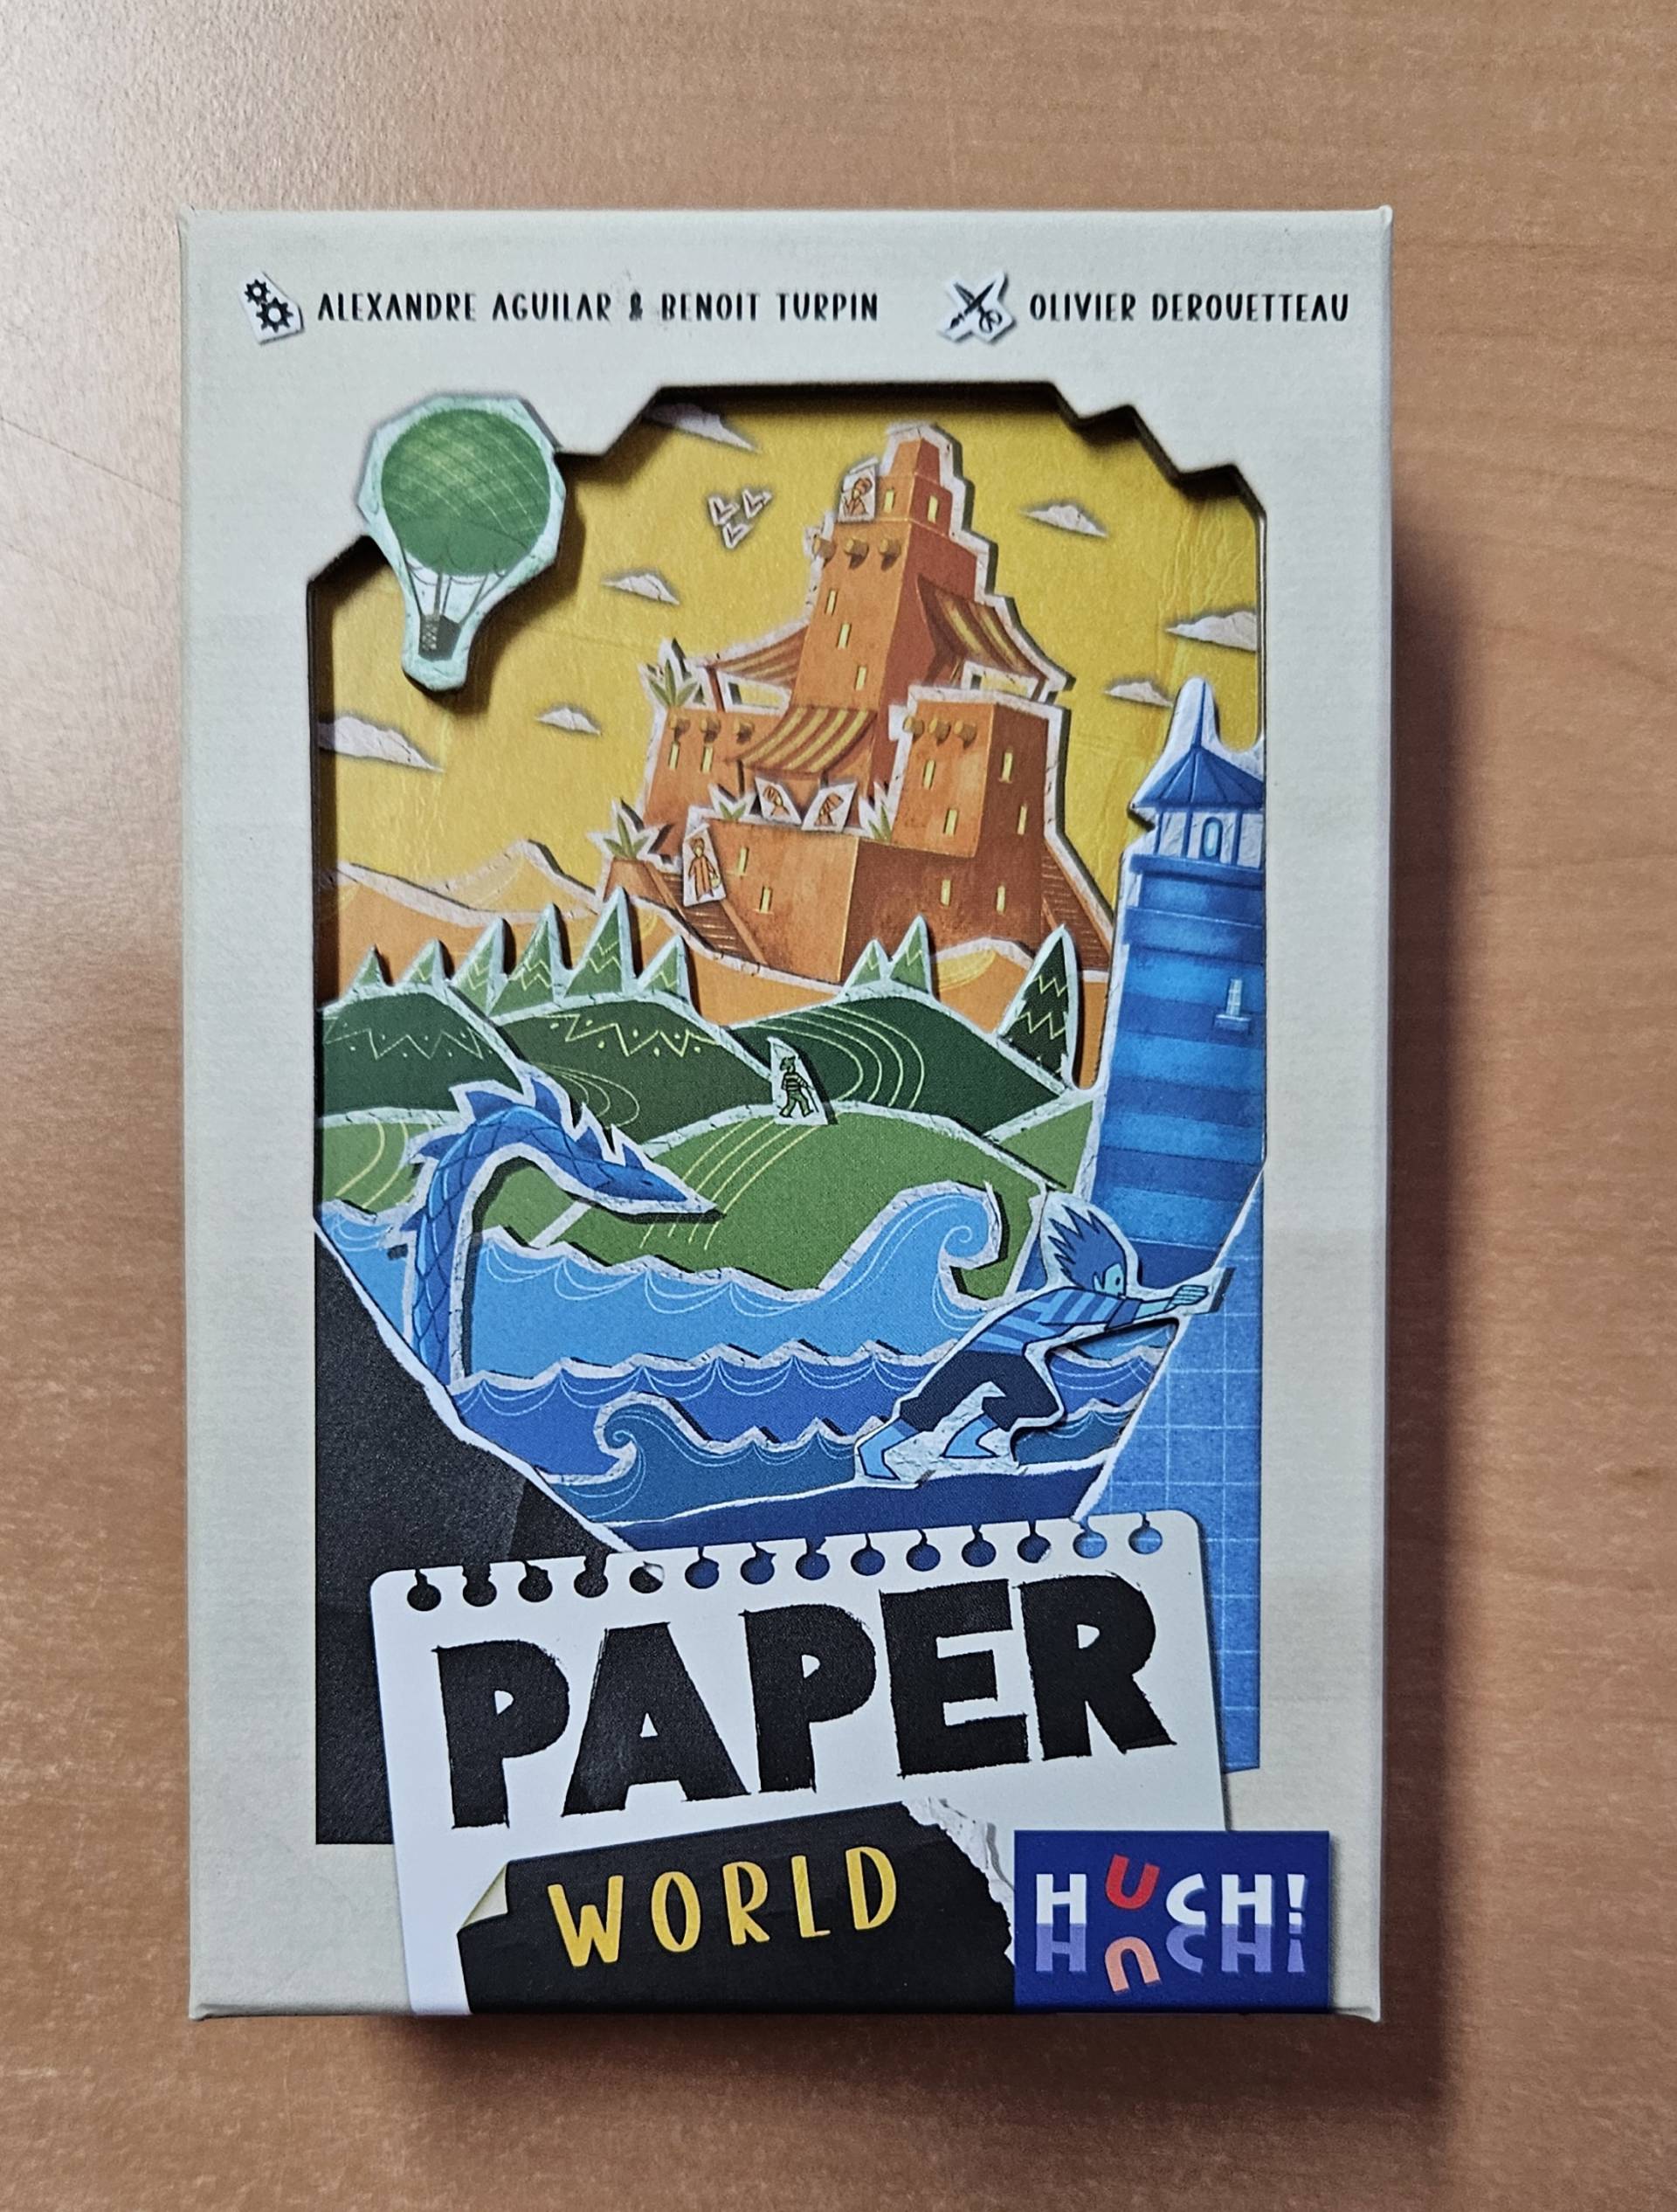 ALEXANDRE AGUILAR & BENOIT TURPIN
OLIVIER DEROUETTEAU
PAPER
WORLD
HUCH!